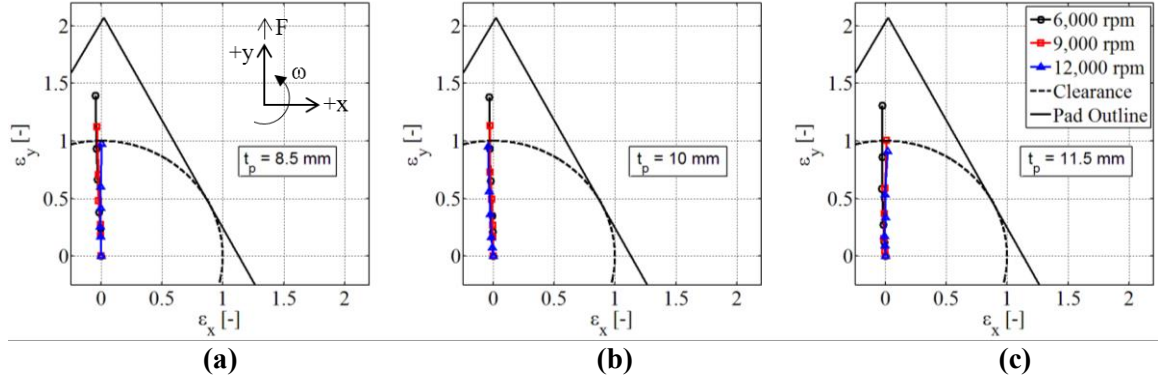 2
1.5
1
0.5
0
ε_y [-]
F
+y
ω
+x
t_p = 8.5 mm
0 0.5 1 1.5 2
ε_x [-]
(a)
2
1.5
1
0.5
0
ε_y [-]
t_p = 10 mm
0 0.5 1 1.5 2
ε_x [-]
(b)
2
1.5
1
0.5
0
ε_y [-]
6,000 rpm
9,000 rpm
12,000 rpm
Clearance
Pad Outline
t_p = 11.5 mm
0 0.5 1 1.5 2
ε_x [-]
(c)